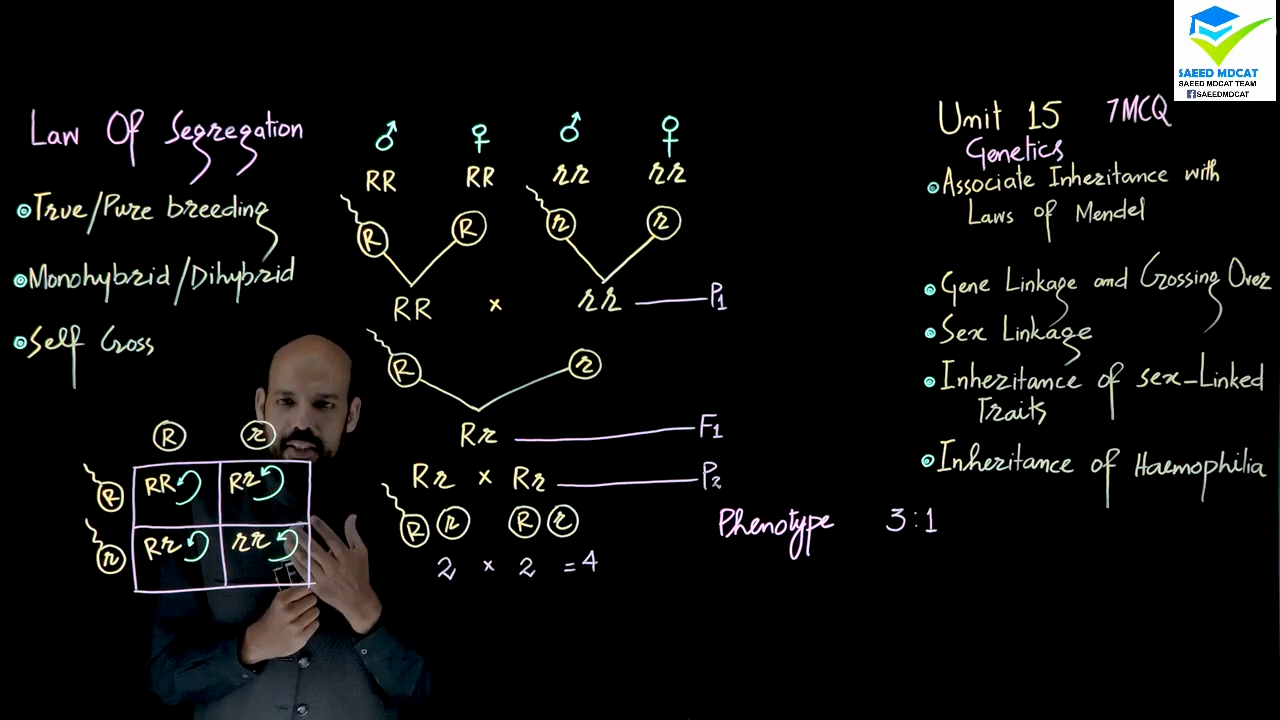 SAEED MDCAT
SAEED MDCAT TEAM
SAEEDMDCAT
Law Of Segregation
True/Pure breeding
Monohybrid/Dihybrid
Self Cross
♂ ♀ ♂ ♀
RR RR rr rr
R R r r
RR × rr P1
R r
Rr F1
Rr × Rr P2
R r R r
2 × 2 = 4
R r
R RR Rr
r Rr rr
Phenotype 3:1
Unit 15 7MCQ
Genetics
Associate Inheritance with
Laws of Mendel
Gene Linkage and Crossing Over
Sex Linkage
Inheritance of sex-Linked
Traits
Inheritance of Haemophilia